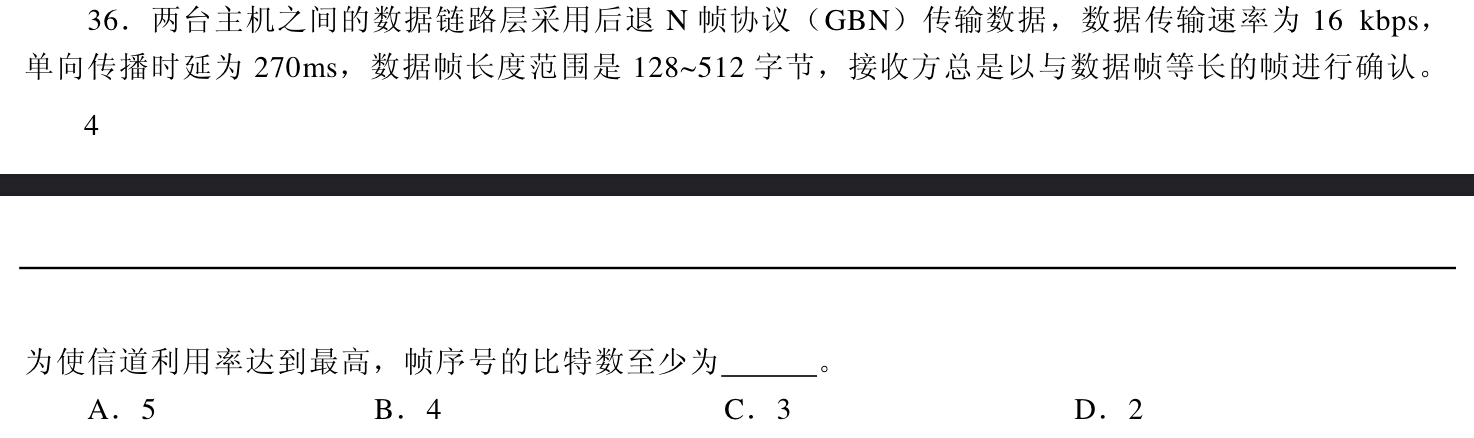 36．两台主机之间的数据链路层采用后退 N 帧协议（GBN）传输数据，数据传输速率为 16 kbps，
单向传播时延为 270ms，数据帧长度范围是 128~512 字节，接收方总是以与数据帧等长的帧进行确认。
4
为使信道利用率达到最高，帧序号的比特数至少为______。
A．5 B．4 C．3 D．2